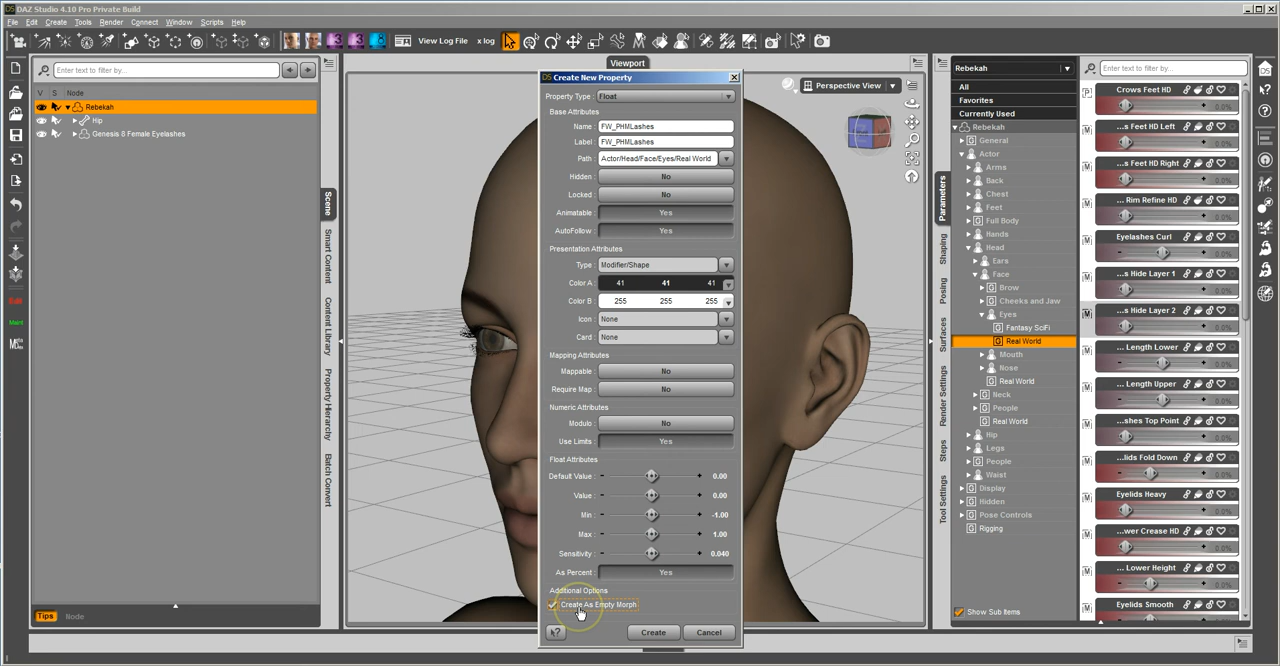 DAZ Studio 4.10 Pro Private Build
File Edit Create Tools Render Connect Window Scripts Help
View Log File x log
Enter text to filter by...
V S Node
Rebekah
Hip
Genesis 8 Female Eyelashes
Tips Node
Scene
Smart Content
Content Library
Property Hierarchy
Batch Convert
Viewport
Perspective View
Create New Property
Property Type : Float
Base Attributes
Name : FW_PHMLashes
Label : FW_PHMLashes
Path : Actor/Head/Face/Eyes/Real World
Hidden : No
Locked : No
Animatable : Yes
AutoFollow : Yes
Presentation Attributes
Type : Modifier/Shape
Color A : 41 41 41
Color B : 255 255 255
Icon : None
Card : None
Mapping Attributes
Mappable : No
Require Map : No
Numeric Attributes
Modulo : No
Use Limits : Yes
Float Attributes
Default Value : 0.00
Value : 0.00
Min : -1.00
Max : 1.00
Sensitivity : 0.040
As Percent : Yes
Additional Options
Create As Empty Morph
Create Cancel
Parameters
Shaping
Posing
Surfaces
Render Settings
Steps
Tool Settings
Rebekah
All
Favorites
Currently Used
Rebekah
General
Actor
Arms
Back
Chest
Feet
Full Body
Hands
Head
Ears
Face
Brow
Cheeks and Jaw
Eyes
Fantasy SciFi
Real World
Mouth
Nose
Real World
Neck
People
Real World
Hip
Legs
People
Waist
Display
Hidden
Pose Controls
Rigging
Show Sub Items
Enter text to filter by...
Crows Feet HD
...s Feet HD Left
...s Feet HD Right
... Rim Refine HD
Eyelashes Curl
...s Hide Layer 1
...s Hide Layer 2
... Length Lower
... Length Upper
...shes Top Point
...lids Fold Down
Eyelids Heavy
...wer Crease HD
... Lower Height
Eyelids Smooth